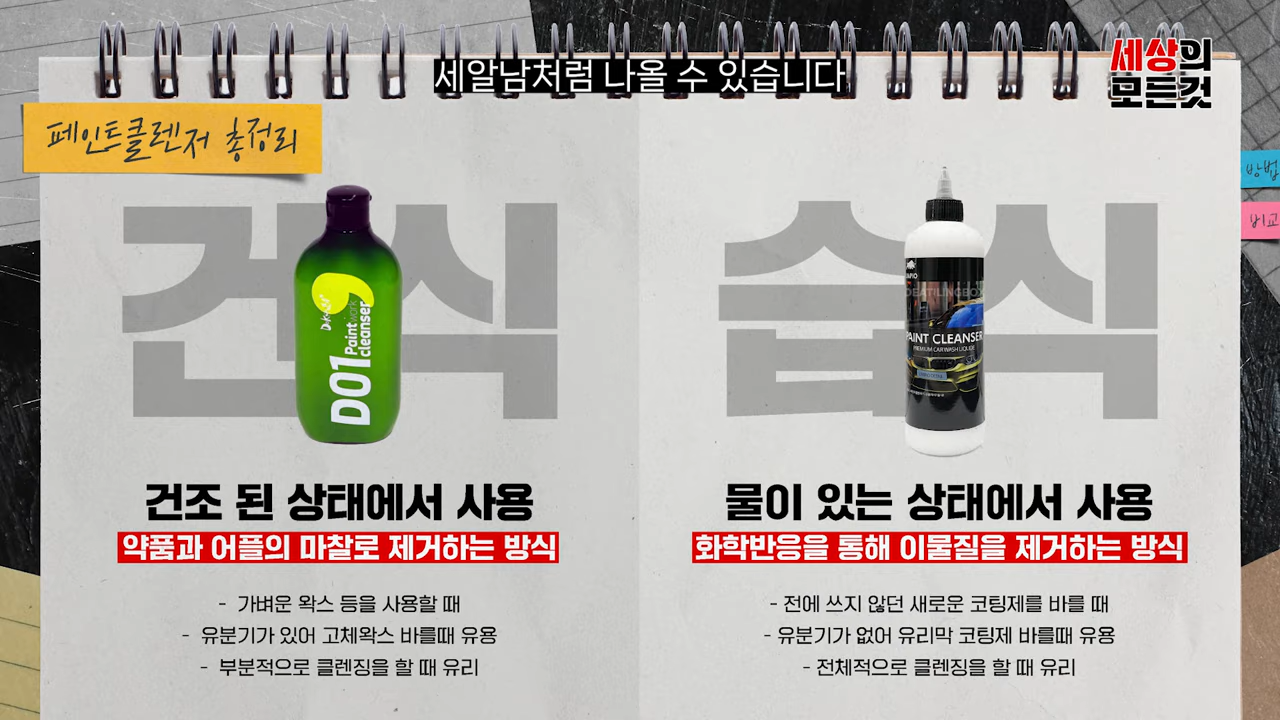 세알남처럼 나올 수 있습니다
세상의
모든것
페인트클렌저 총정리
방법
비교
건식
습식
D01
Paintwork
cleanser
PAINT CLEANSER
PREMIUM CAR WASH LIQUID
건조 된 상태에서 사용
약품과 어플의 마찰로 제거하는 방식
- 가벼운 왁스 등을 사용할 때
- 유분기가 있어 고체왁스 바를때 유용
- 부분적으로 클렌징을 할 때 유리
물이 있는 상태에서 사용
화학반응을 통해 이물질을 제거하는 방식
- 전에 쓰지 않던 새로운 코팅제를 바를 때
- 유분기가 없어 유리막 코팅제 바를때 유용
- 전체적으로 클렌징을 할 때 유리